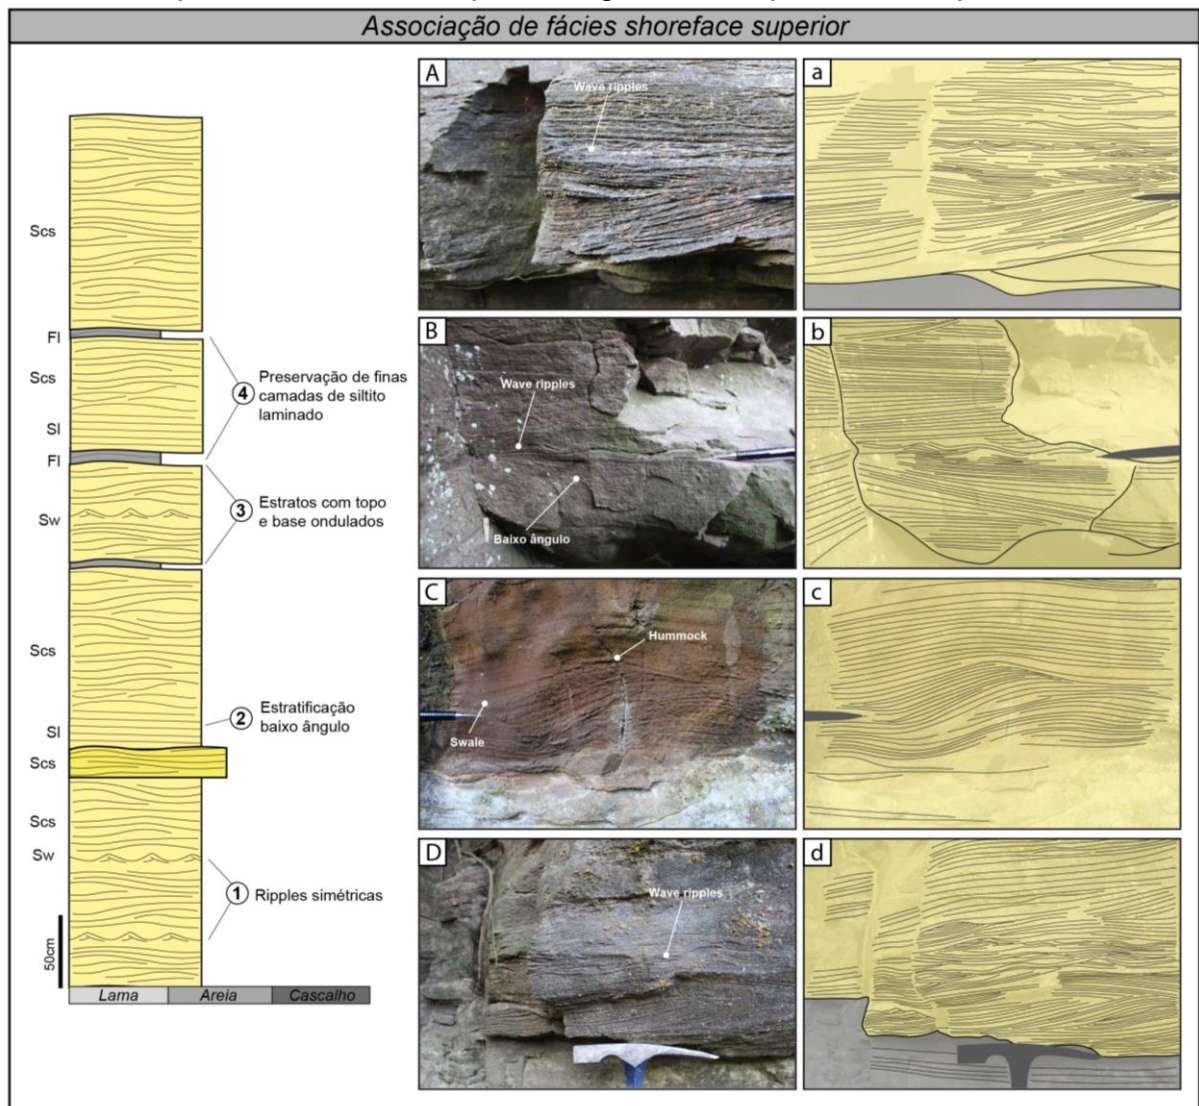 Associação de fácies shoreface superior
Scs
Fl
Scs
Sl
Fl
Sw
Scs
Sl
Scs
Scs
Sw
50cm
Lama
Areia
Cascalho
4 Preservação de finas
camadas de siltito
laminado
3 Estratos com topo
e base ondulados
2 Estratificação
baixo ângulo
1 Ripples simétricas
A
Wave ripples
a
B
Wave ripples
Baixo ângulo
b
C
Hummock
Swale
c
D
Wave ripples
d